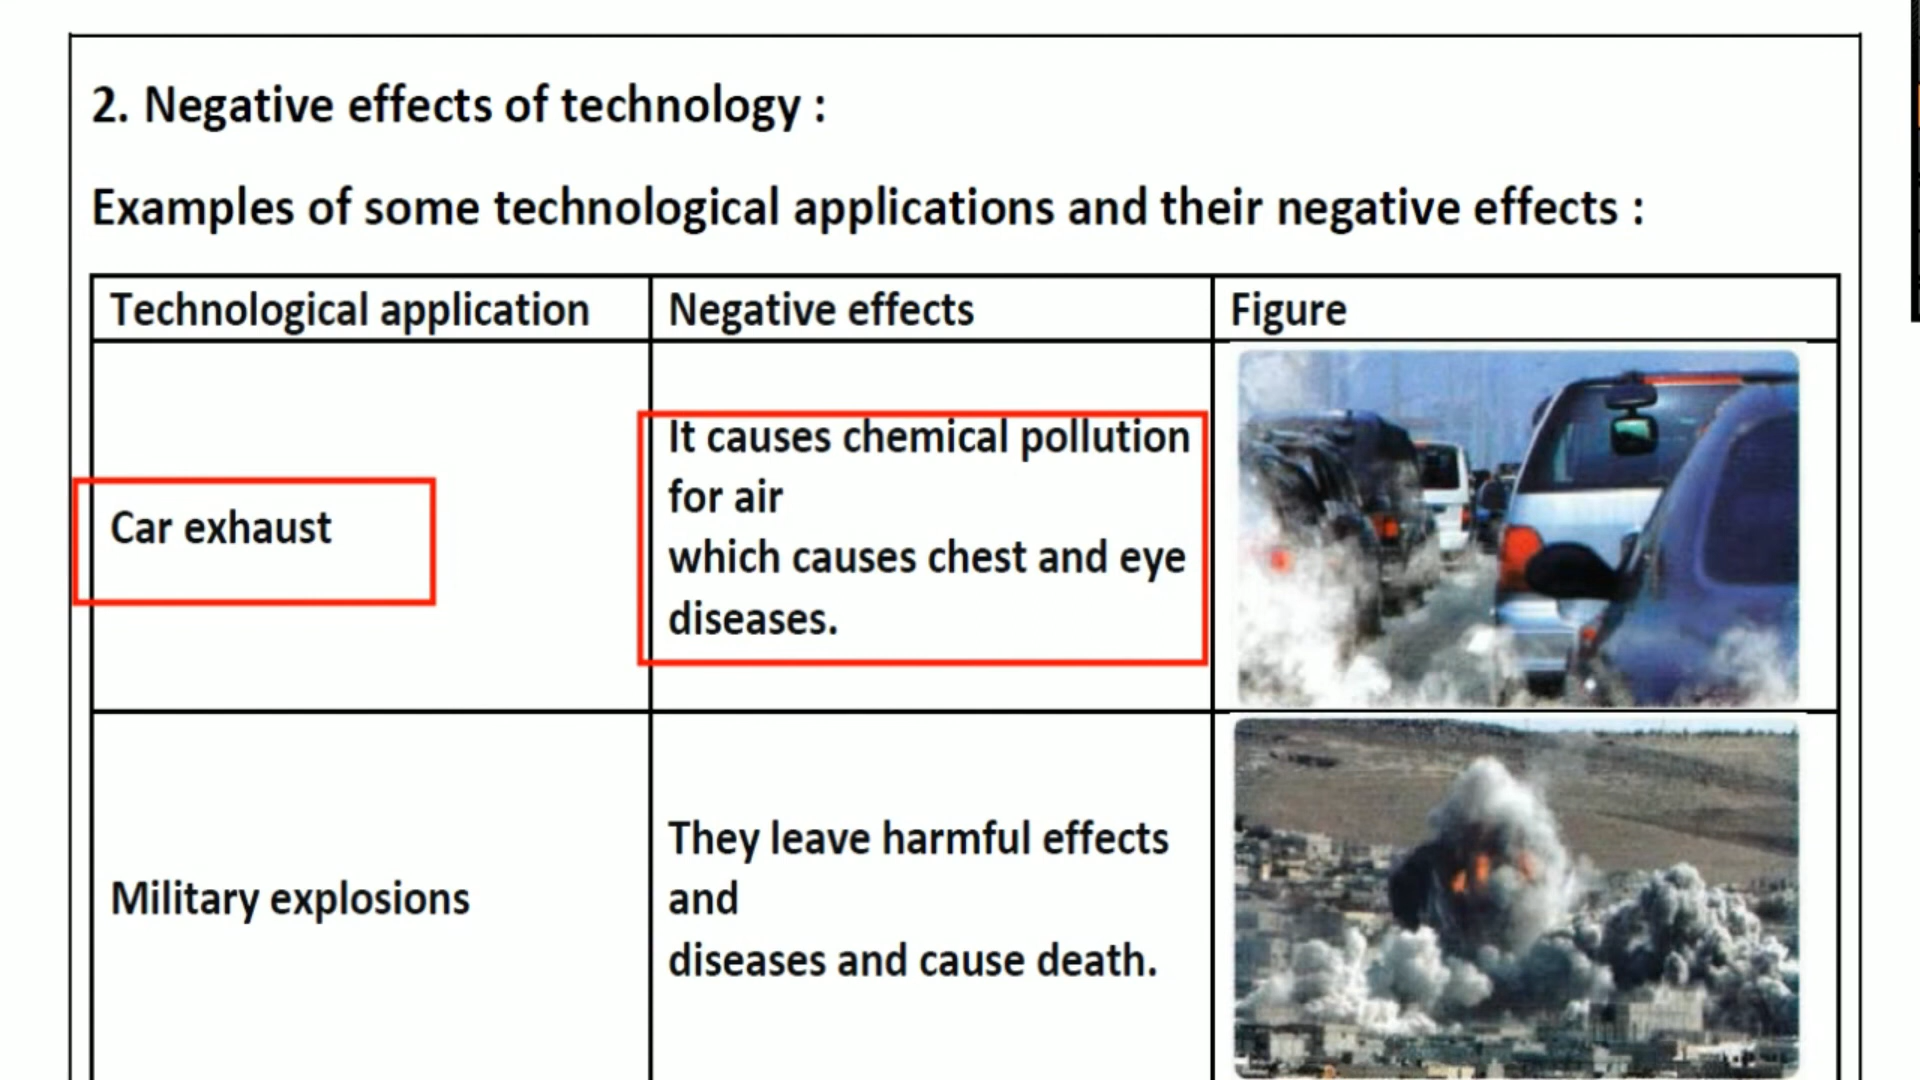 2. Negative effects of technology :
Examples of some technological applications and their negative effects :
Technological application
Negative effects
Figure
Car exhaust
It causes chemical pollution
for air
which causes chest and eye
diseases.
Military explosions
They leave harmful effects
and
diseases and cause death.